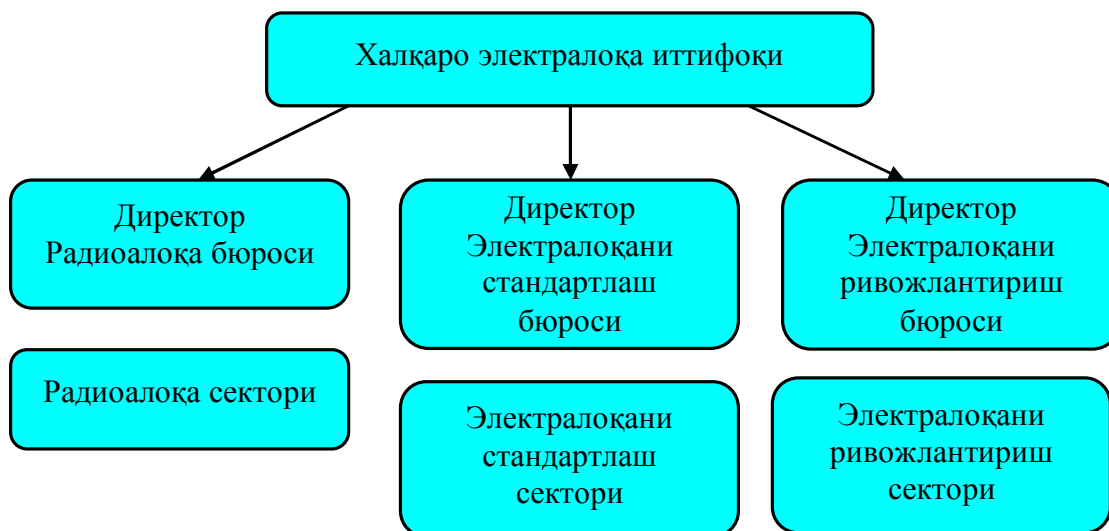 Халқаро электралоқа иттифоқи
Директор
Радиоалоқа бюроси
Директор
Электралоқани
стандартлаш
бюроси
Директор
Электралоқани
ривожлантириш
бюроси
Радиоалоқа сектори
Электралоқани
стандартлаш
сектори
Электралоқани
ривожлантириш
сектори